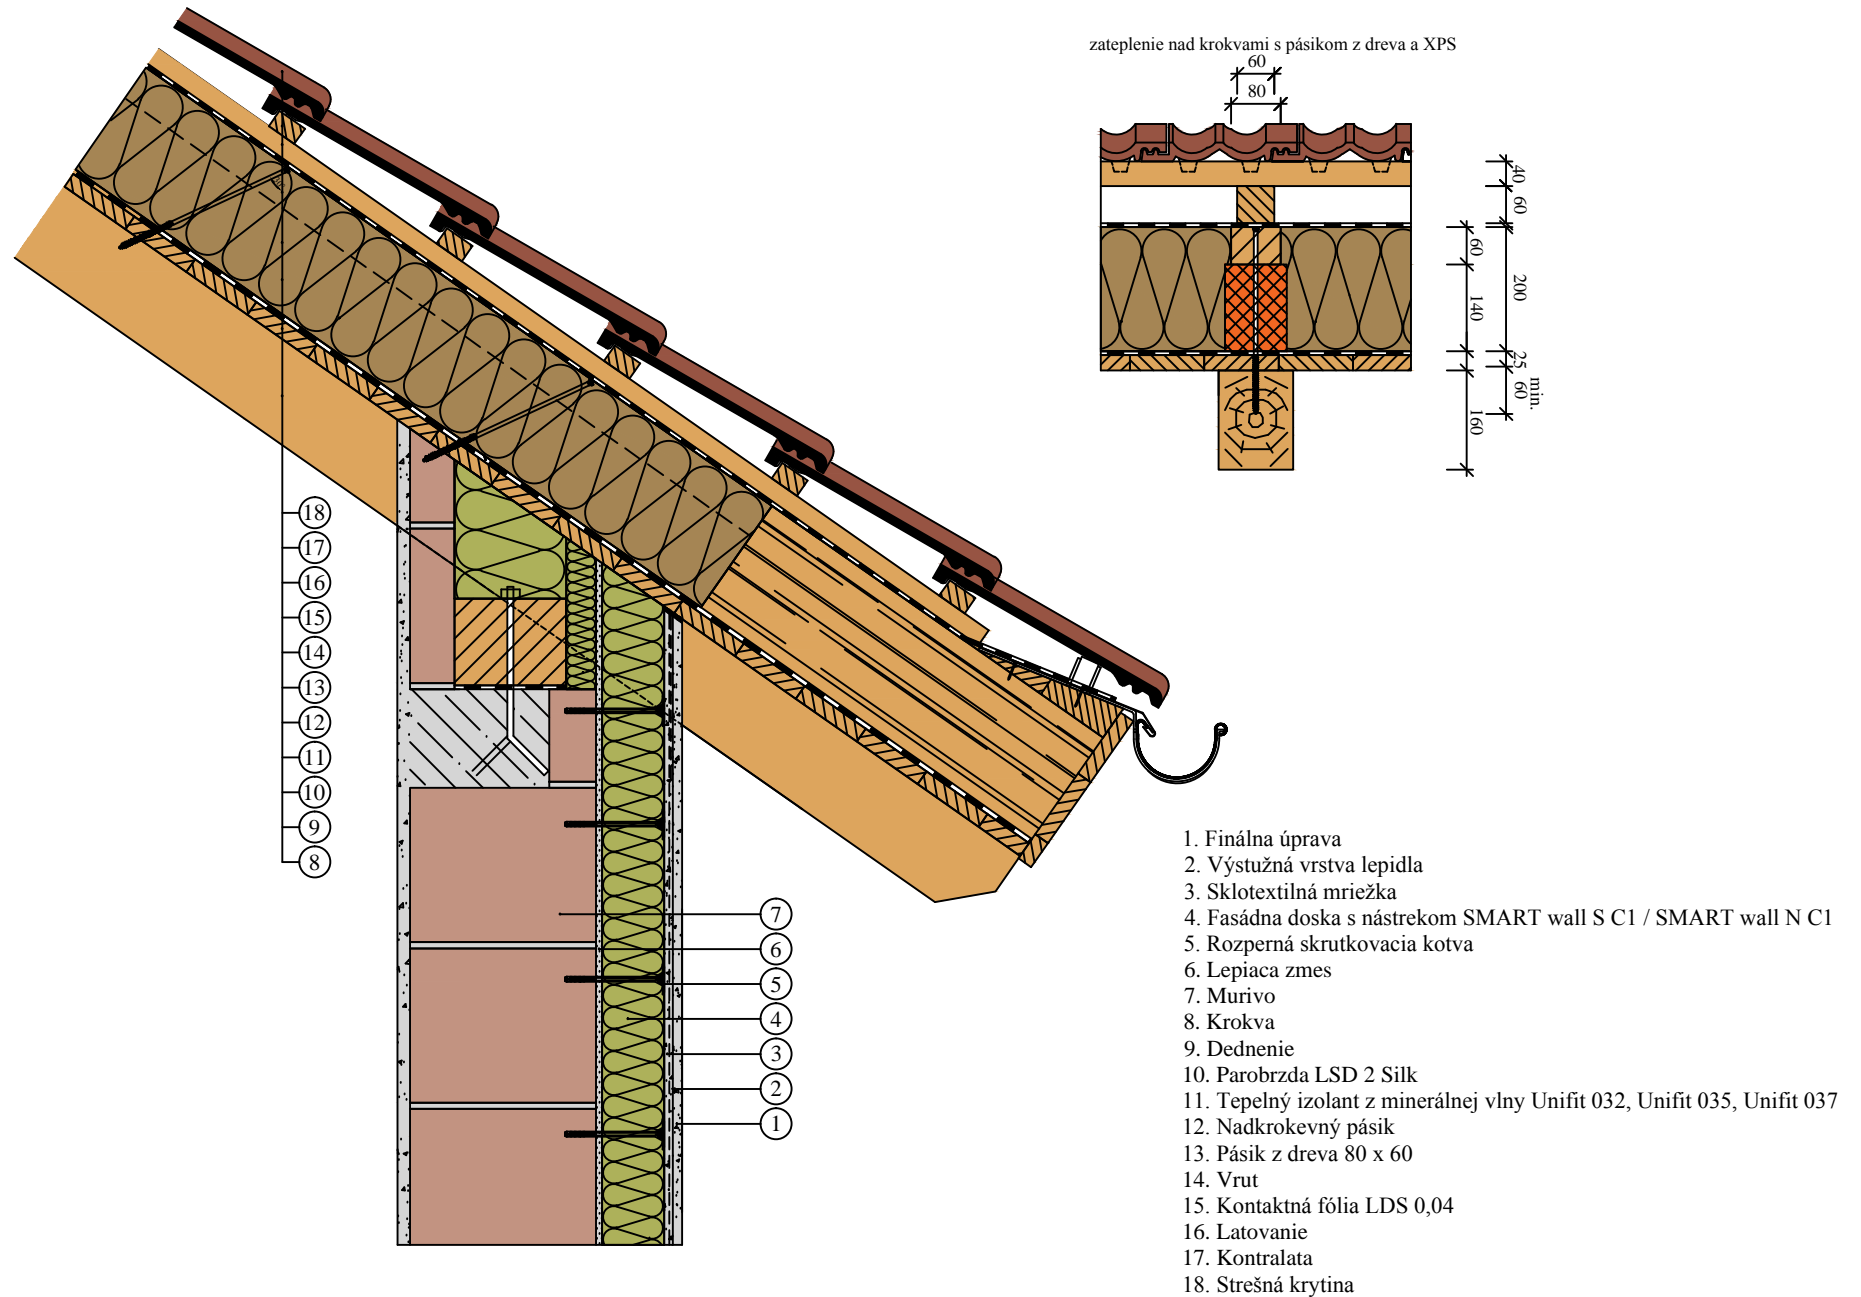 zateplenie nad krokvami s pásikom z dreva a XPS
60
80
40
60
60
200
140
25
60
min.
160
18
17
16
15
14
13
12
11
10
9
8
7
6
5
4
3
2
1
1. Finálna úprava
2. Výstužná vrstva lepidla
3. Sklotextilná mriežka
4. Fasádna doska s nástrekom SMART wall S C1 / SMART wall N C1
5. Rozperná skrutkovacia kotva
6. Lepiaca zmes
7. Murivo
8. Krokva
9. Dednenie
10. Parobrzda LSD 2 Silk
11. Tepelný izolant z minerálnej vlny Unifit 032, Unifit 035, Unifit 037
12. Nadkrokevný pásik
13. Pásik z dreva 80 x 60
14. Vrut
15. Kontaktná fólia LDS 0,04
16. Latovanie
17. Kontralata
18. Strešná krytina